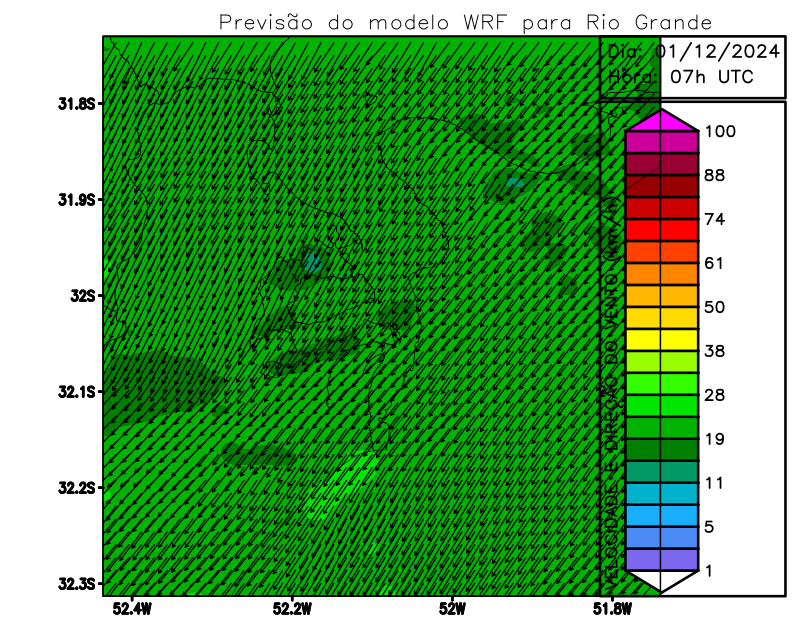 Previsão do modelo WRF para Rio Grande
Dia: 01/12/2024
Hora: 07h UTC
31.8S
31.9S
32S
32.1S
32.2S
32.3S
52.4W
52.2W
52W
51.8W
VELOCIDADE E DIREÇÃO DO VENTO (km/h)
100
88
74
61
50
38
28
19
11
5
1